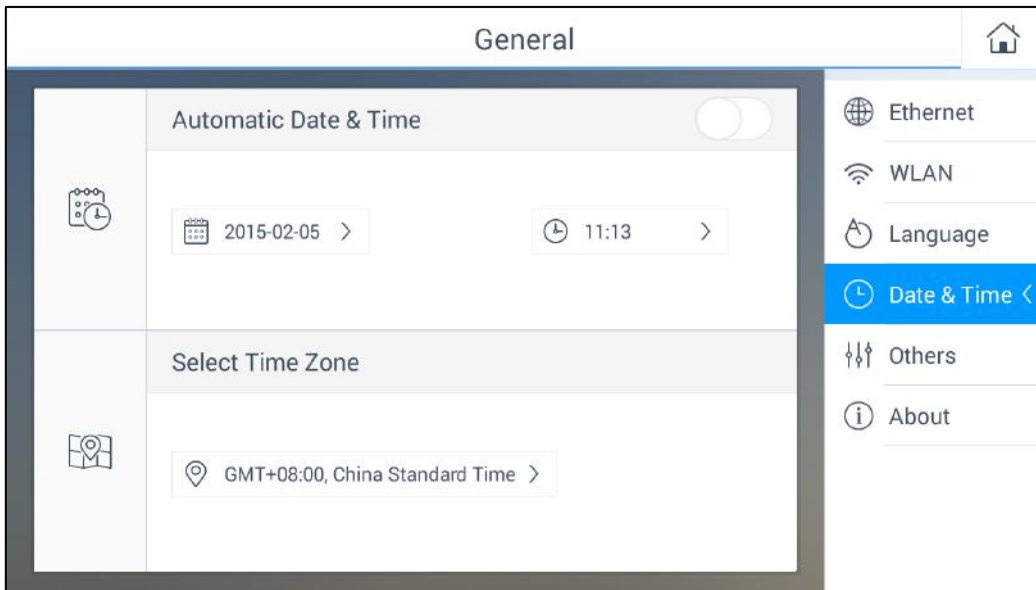 General
Automatic Date & Time
2015-02-05
11:13
Select Time Zone
GMT+08:00, China Standard Time
Ethernet
WLAN
Language
Date & Time
Others
About